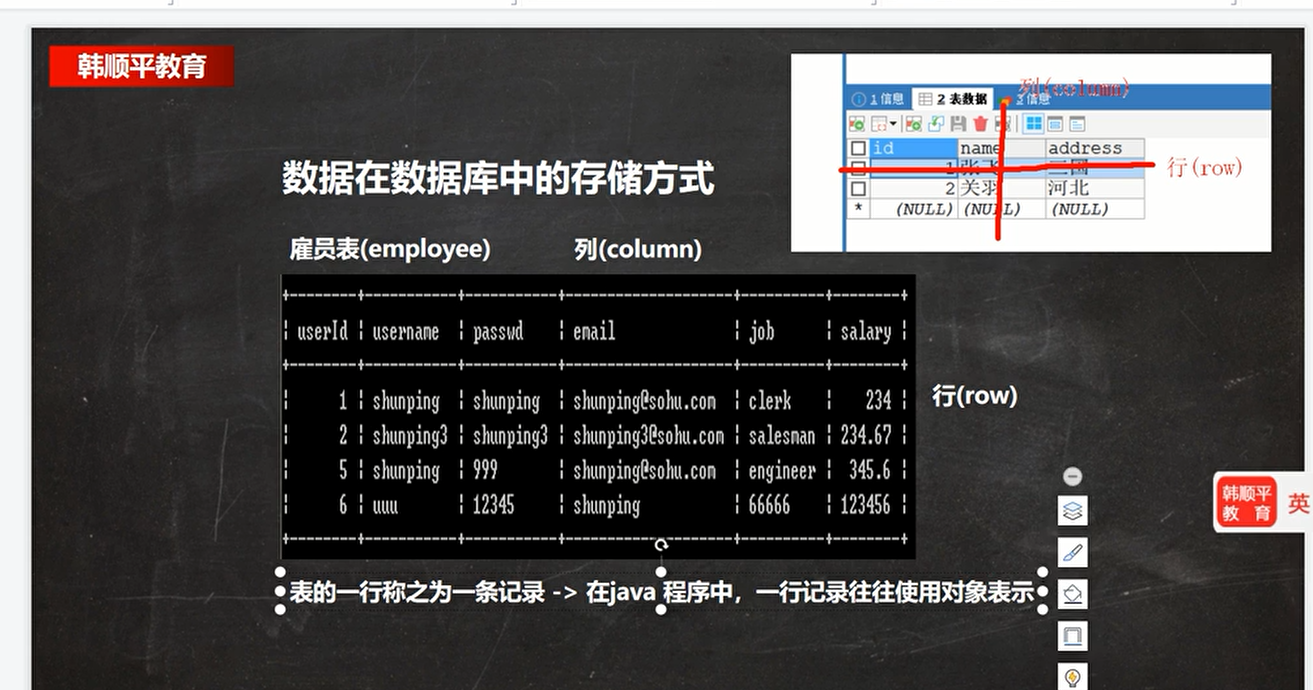 韩顺平教育
列(column)
1 信息 2 表数据 3 信息
id name address
1 张飞 三国
行(row)
2 关羽 河北
* (NULL) (NULL) (NULL)
数据在数据库中的存储方式
雇员表(employee) 列(column)
userId username passwd email job salary
1 shunping shunping shunping@sohu.com clerk 234
2 shunping3 shunping3 shunping3@sohu.com salesman 234.67
5 shunping 999 shunping@sohu.com engineer 345.6
6 uuu 12345 shunping 66666 123456
行(row)
韩顺平
教 育
英
表的一行称之为一条记录 -> 在java 程序中，一行记录往往使用对象表示